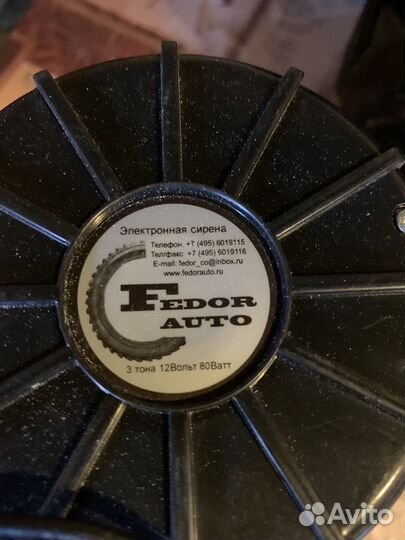 Электронная сирена
Телефон. +7 (495) 6019115
Тел/факс +7 (495) 6019116
E-mail: fedor_co@inbox.ru
www.fedorauto.ru
FEDOR
AUTO
3 тона 12Вольт 80Ватт
Avito